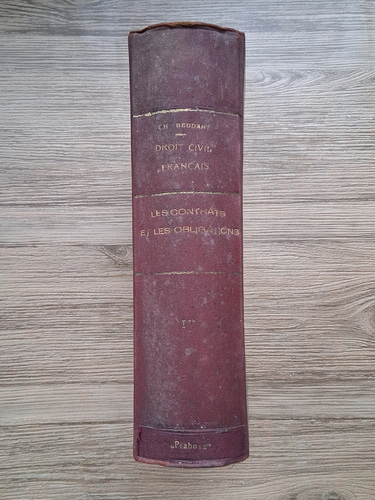 CH. BEUDANT
DROIT CIVIL
FRANÇAIS
LES CONTRATS
ET LES OBLIGATIONS